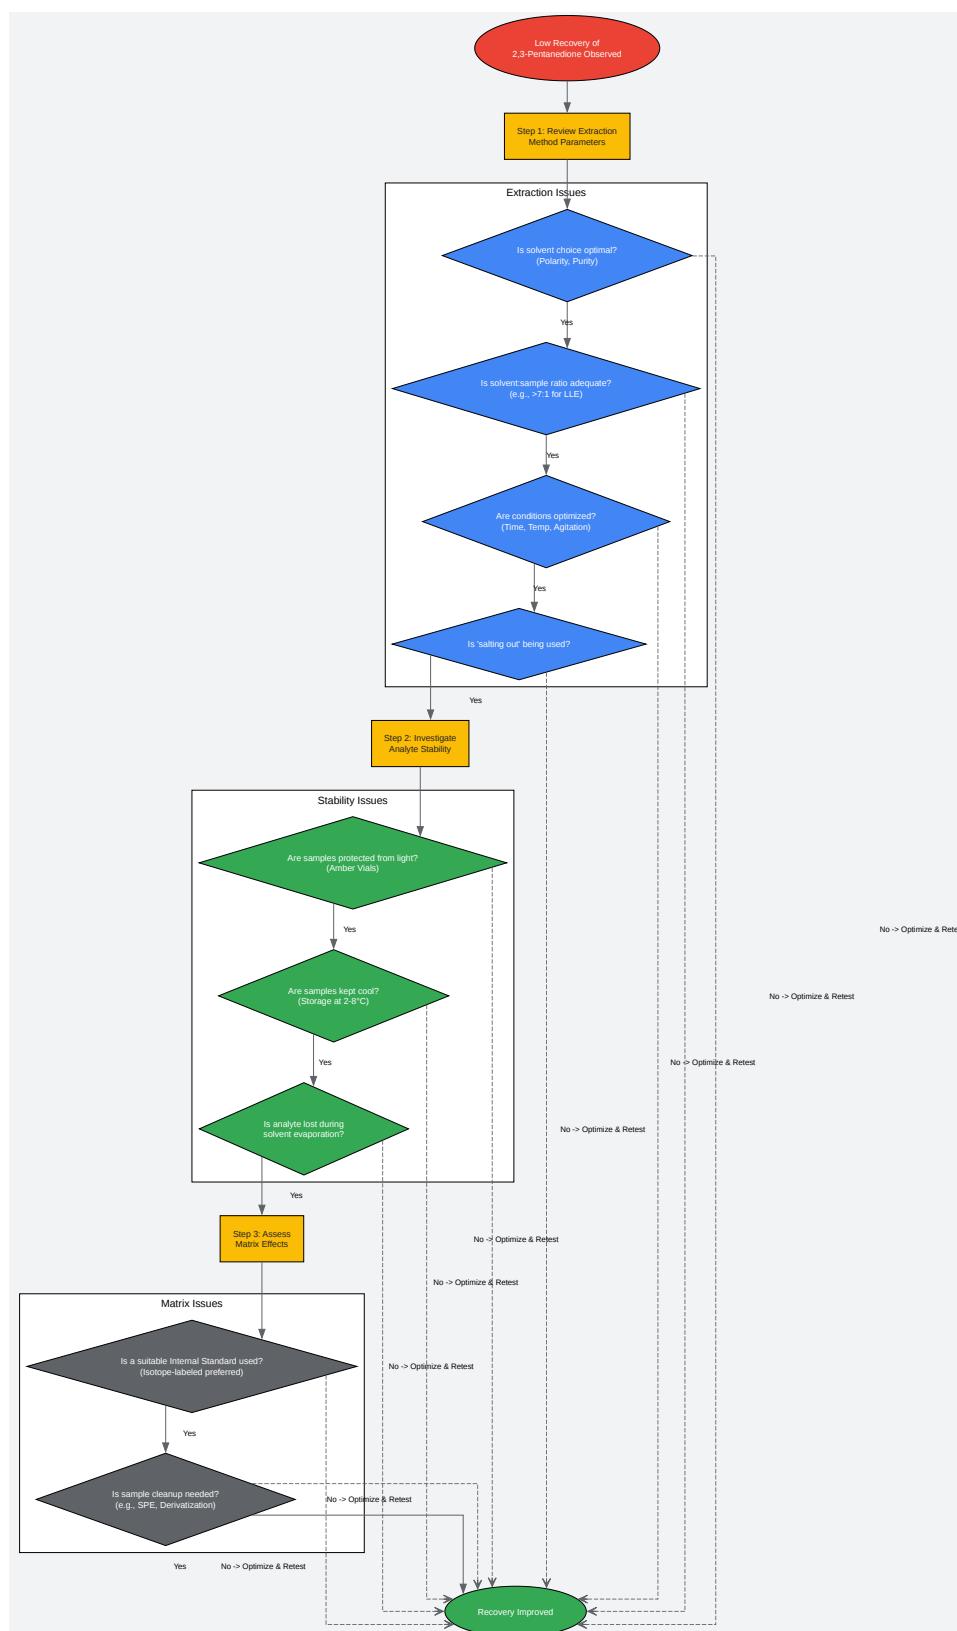 Low Recovery of
2,3-Pentanedione Observed
Step 1: Review Extraction
Method Parameters
Extraction Issues
Is solvent choice optimal?
(Polarity, Purity)
Yes
Is solvent:sample ratio adequate?
(e.g., >7:1 for LLE)
Yes
Are conditions optimized?
(Time, Temp, Agitation)
Yes
Is 'salting out' being used?
Yes
Step 2: Investigate
Analyte Stability
Stability Issues
Are samples protected from light?
(Amber Vials)
Yes
No -> Optimize & Rete
Are samples kept cool?
(Storage at 2-8°C)
No -> Optimize & Retest
Yes
No -> Optimize & Retest
Is analyte lost during
solvent evaporation?
No -> Optimize & Retest
Yes
Step 3: Assess
Matrix Effects
No -> Optimize & Retest
No -> Optimize & Retest
Matrix Issues
Is a suitable Internal Standard used?
(Isotope-labeled preferred)
No -> Optimize & Retest
Yes
Is sample cleanup needed?
(e.g., SPE, Derivatization)
No -> Optimize & Retest
Yes
No -> Optimize & Retest
Recovery Improved